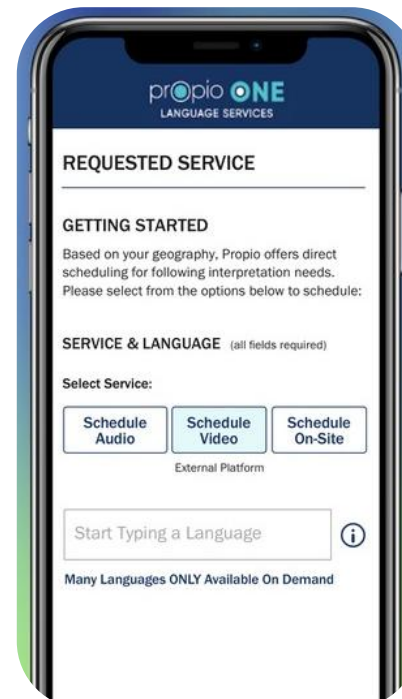 propio ONE
LANGUAGE SERVICES
REQUESTED SERVICE
GETTING STARTED
Based on your geography, Propio offers direct
scheduling for following interpretation needs.
Please select from the options below to schedule:
SERVICE & LANGUAGE (all fields required)
Select Service:
Schedule
Audio
Schedule
Video
Schedule
On-Site
External Platform
Start Typing a Language
Many Languages ONLY Available On Demand